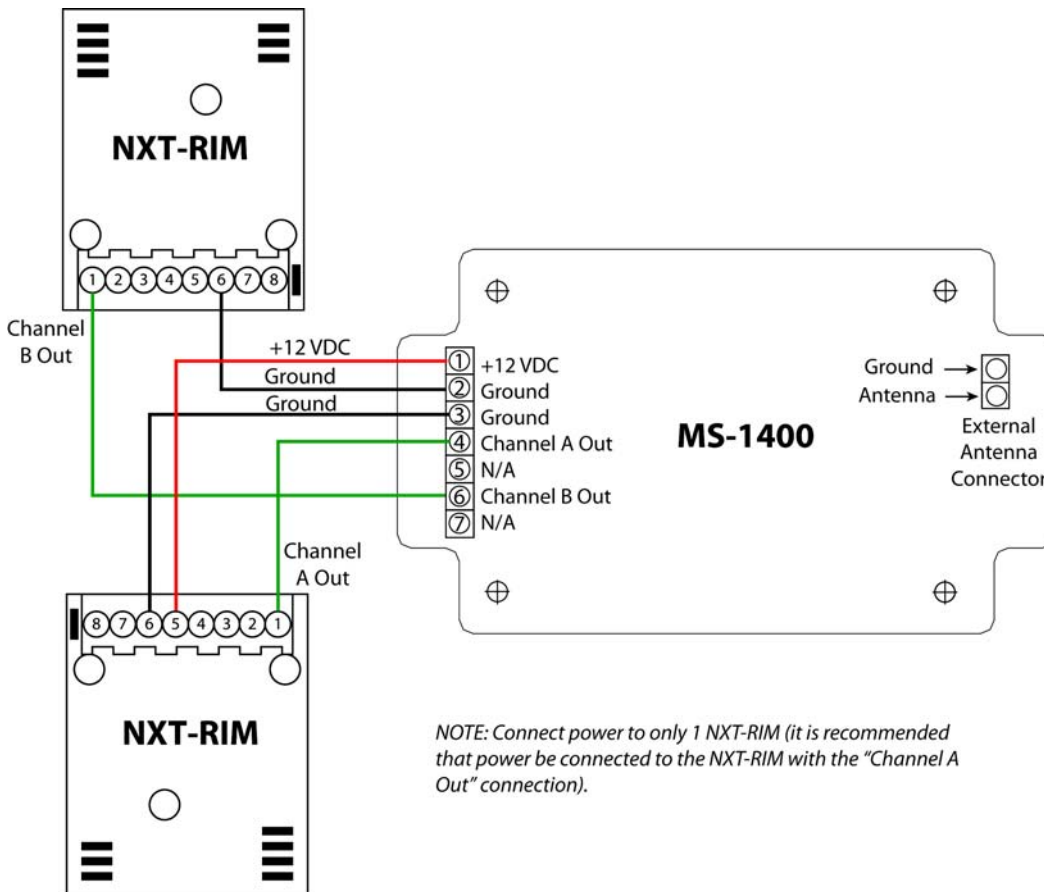 NXT-RIM
1 2 3 4 5 6 7 8
Channel
B Out
+12 VDC
Ground
Ground
Channel
A Out
1 +12 VDC
2 Ground
3 Ground
4 Channel A Out
5 N/A
6 Channel B Out
7 N/A
MS-1400
Ground
Antenna
External
Antenna
Connector
8 7 6 5 4 3 2 1
NXT-RIM
NOTE: Connect power to only 1 NXT-RIM (it is recommended
that power be connected to the NXT-RIM with the “Channel A
Out” connection).